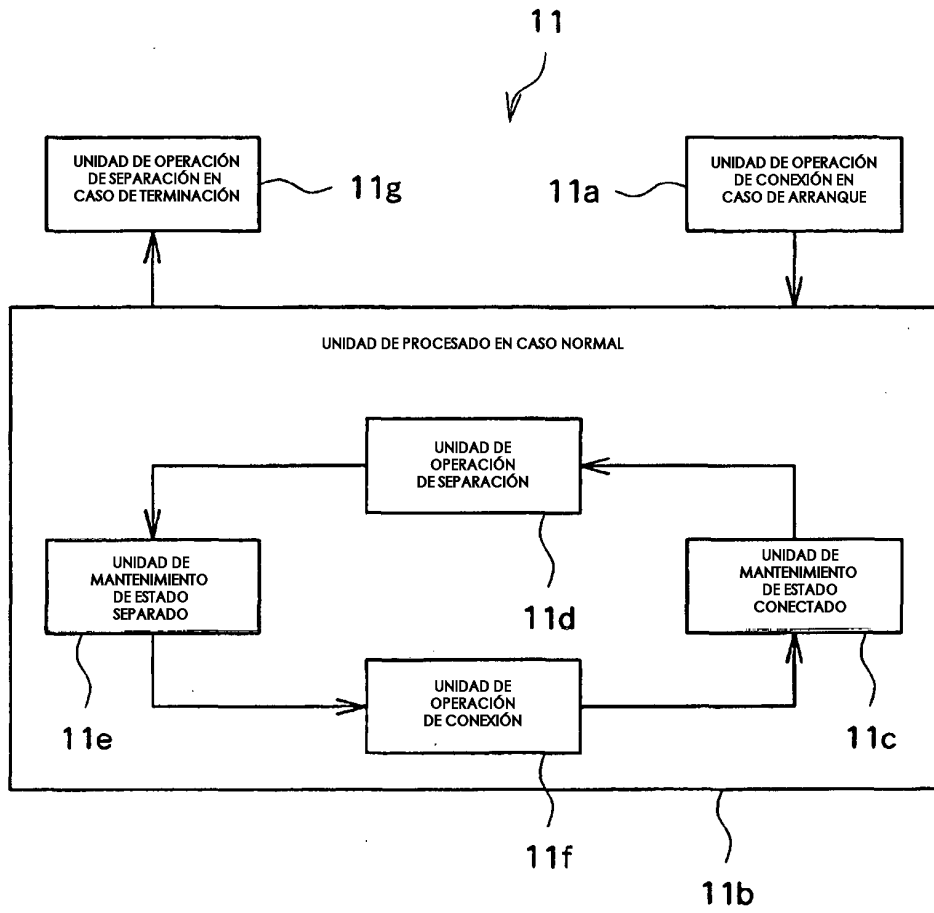 11
UNIDAD DE OPERACIÓN
DE SEPARACIÓN EN
CASO DE TERMINACIÓN
11g
11a
UNIDAD DE OPERACIÓN
DE CONEXIÓN EN
CASO DE ARRANQUE
UNIDAD DE PROCESADO EN CASO NORMAL
UNIDAD DE
OPERACIÓN
DE SEPARACIÓN
11d
UNIDAD DE
MANTENIMIENTO
DE ESTADO
SEPARADO
11e
UNIDAD DE
MANTENIMIENTO
DE ESTADO
CONECTADO
11c
UNIDAD DE
OPERACIÓN
DE CONEXIÓN
11f
11b